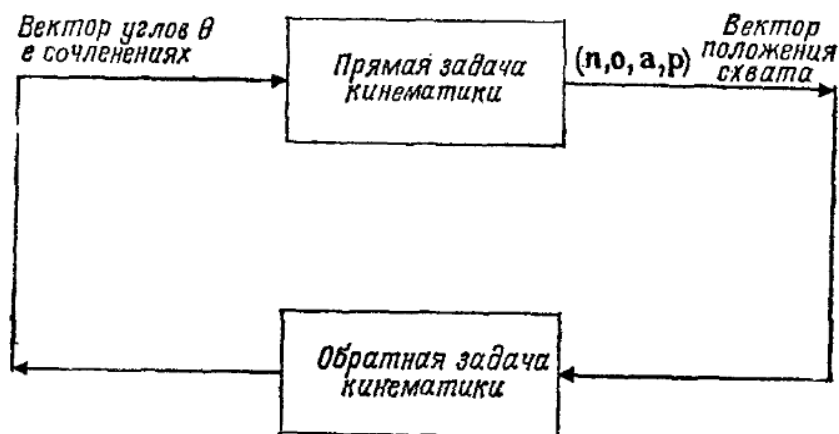 Вектор углов θ
в сочленениях
Прямая задача
кинематики
(n,o,a,p)
Вектор
положения
схвата
Обратная задача
кинематики